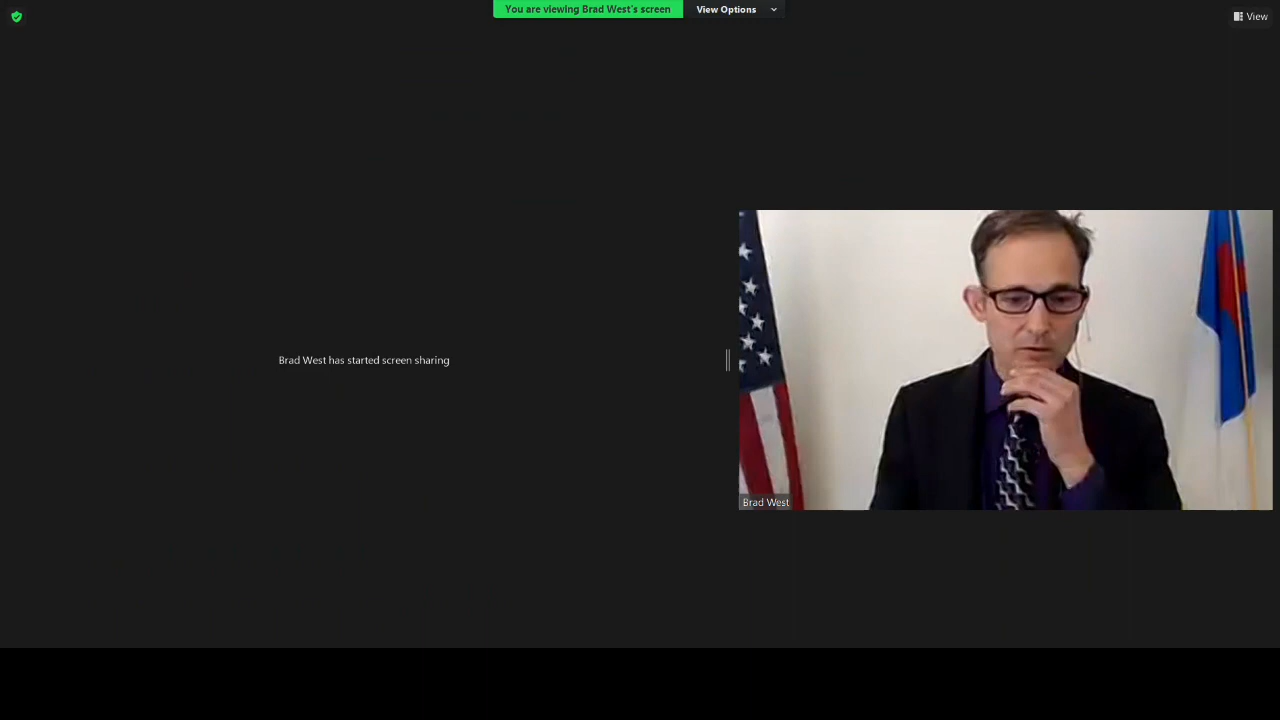 You are viewing Brad West's screen
View Options
View
Brad West has started screen sharing
Brad West